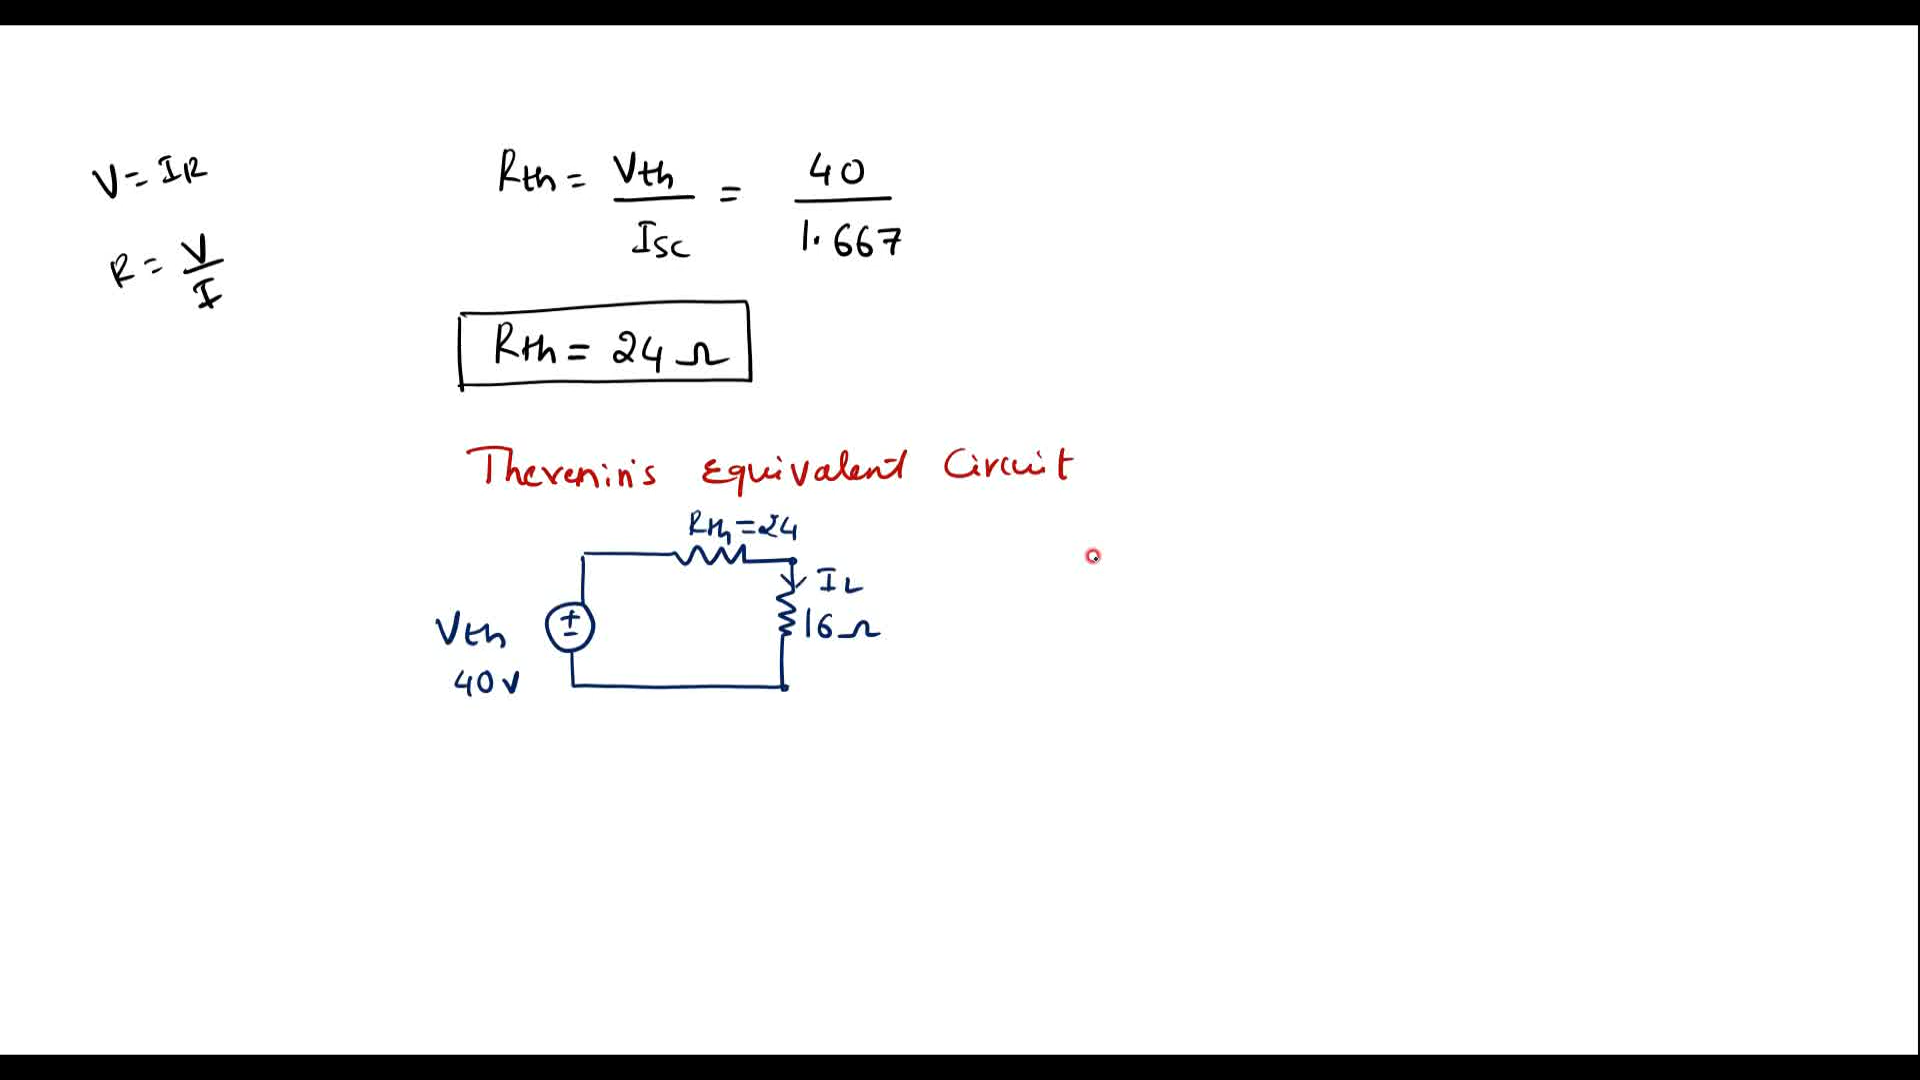 V = IR
R = V/I
Rth = Vth/Isc = 40/1.667
Rth = 24 Ω
Thevenin's Equivalent Circuit
Rth = 24
IL
16 Ω
Vth
40 V